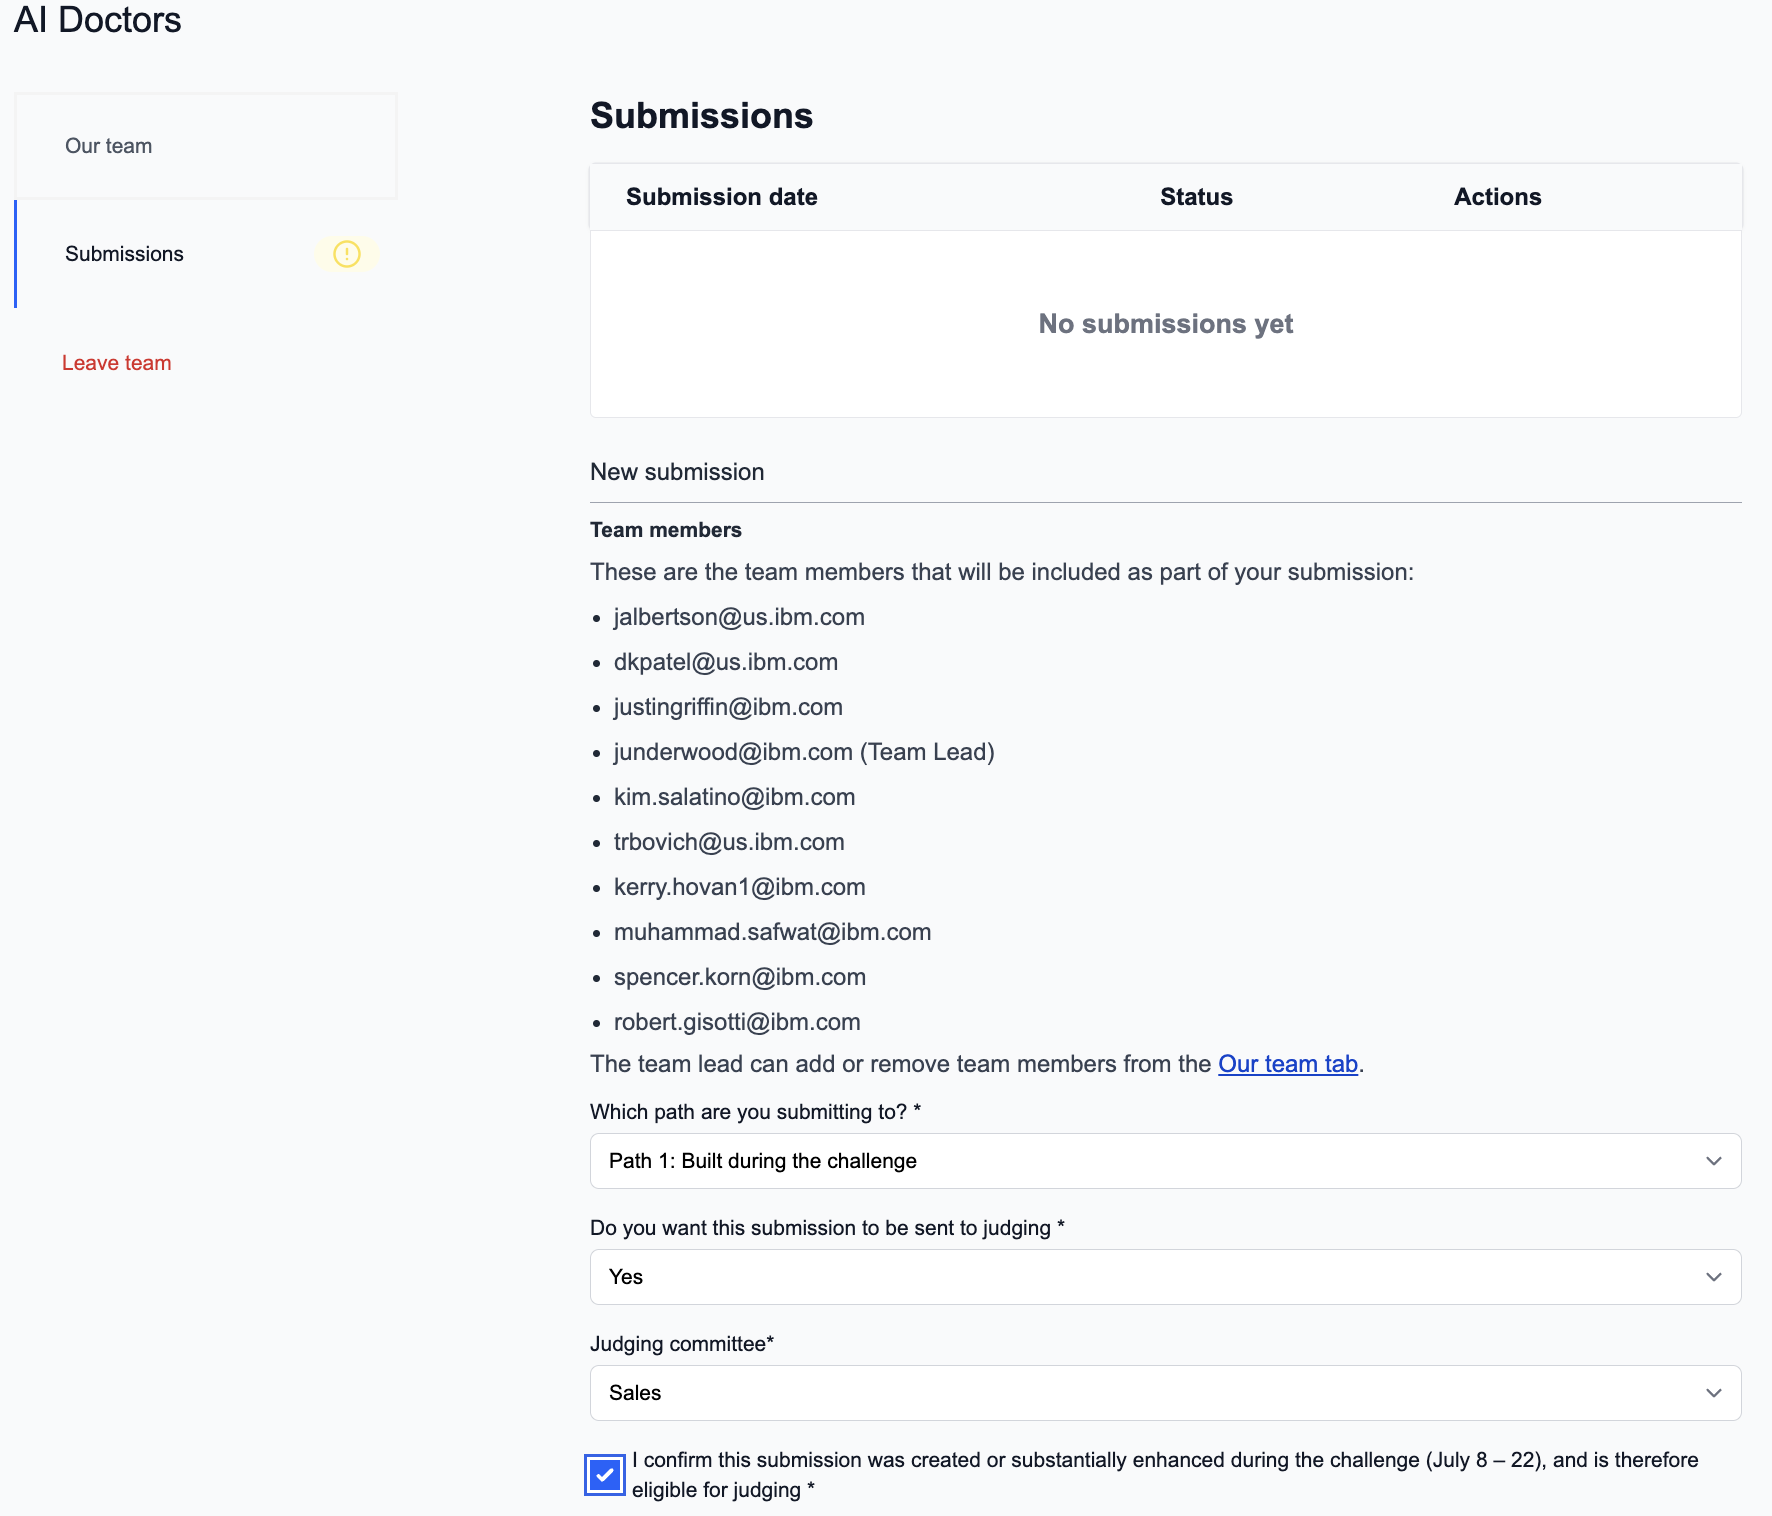 AI Doctors
Our team
Submissions
Leave team
Submissions
Submission date Status Actions
No submissions yet
New submission
Team members
These are the team members that will be included as part of your submission:
• jalbertson@us.ibm.com
• dkpatel@us.ibm.com
• justingriffin@ibm.com
• junderwood@ibm.com (Team Lead)
• kim.salatino@ibm.com
• trbovich@us.ibm.com
• kerry.hovan1@ibm.com
• muhammad.safwat@ibm.com
• spencer.korn@ibm.com
• robert.gisotti@ibm.com
The team lead can add or remove team members from the Our team tab.
Which path are you submitting to? *
Path 1: Built during the challenge
Do you want this submission to be sent to judging *
Yes
Judging committee*
Sales
I confirm this submission was created or substantially enhanced during the challenge (July 8 – 22), and is therefore
eligible for judging *